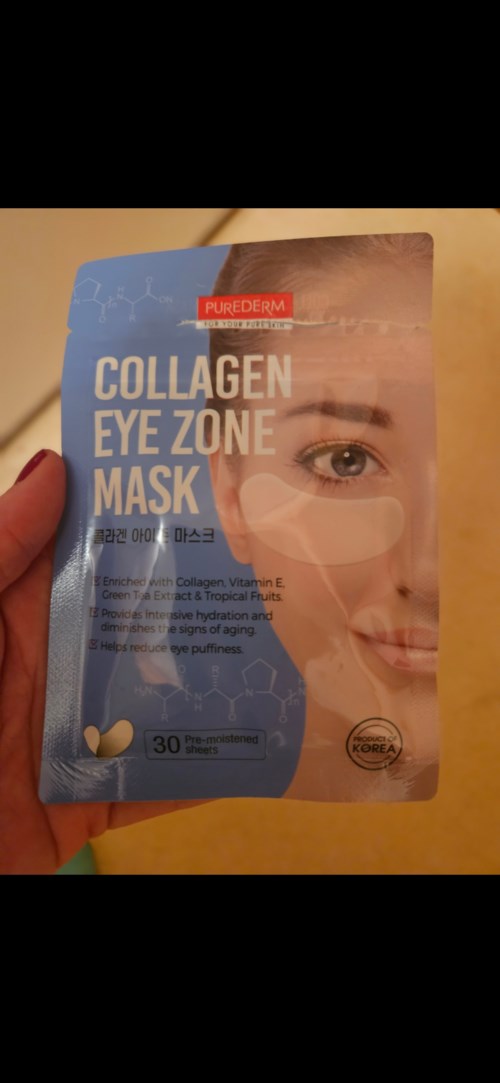 PUREDERM
FOR YOUR PURE SKIN
COLLAGEN
EYE ZONE
MASK
콜라겐 아이존 마스크
Enriched with Collagen, Vitamin E,
Green Tea Extract & Tropical Fruits.
Provides Intensive hydration and
diminishes the signs of aging.
Helps reduce eye puffiness.
30 Pre-moistened
sheets
PRODUCT OF
KOREA